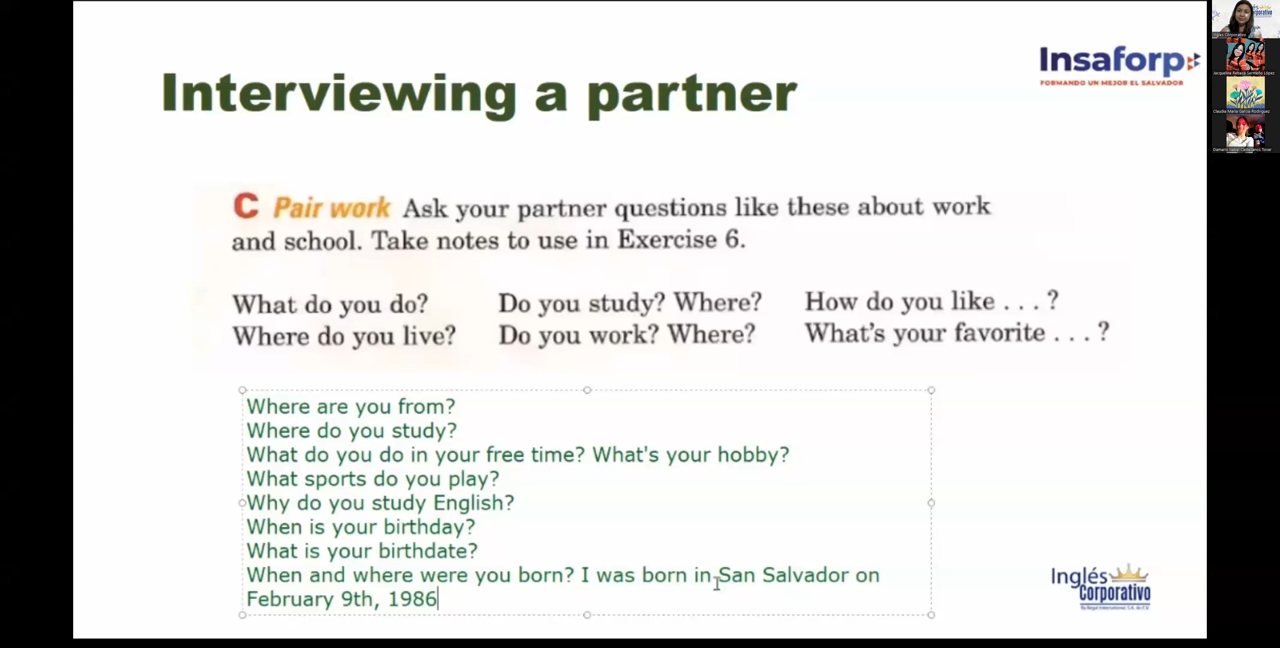 Interviewing a partner
Insaforp
FORMANDO UN MEJOR EL SALVADOR
C Pair work Ask your partner questions like these about work
and school. Take notes to use in Exercise 6.
What do you do? Do you study? Where? How do you like . . . ?
Where do you live? Do you work? Where? What's your favorite . . . ?
Where are you from?
Where do you study?
What do you do in your free time? What's your hobby?
What sports do you play?
Why do you study English?
When is your birthday?
What is your birthdate?
When and where were you born? I was born in San Salvador on
February 9th, 1986
Inglés
Corporativo